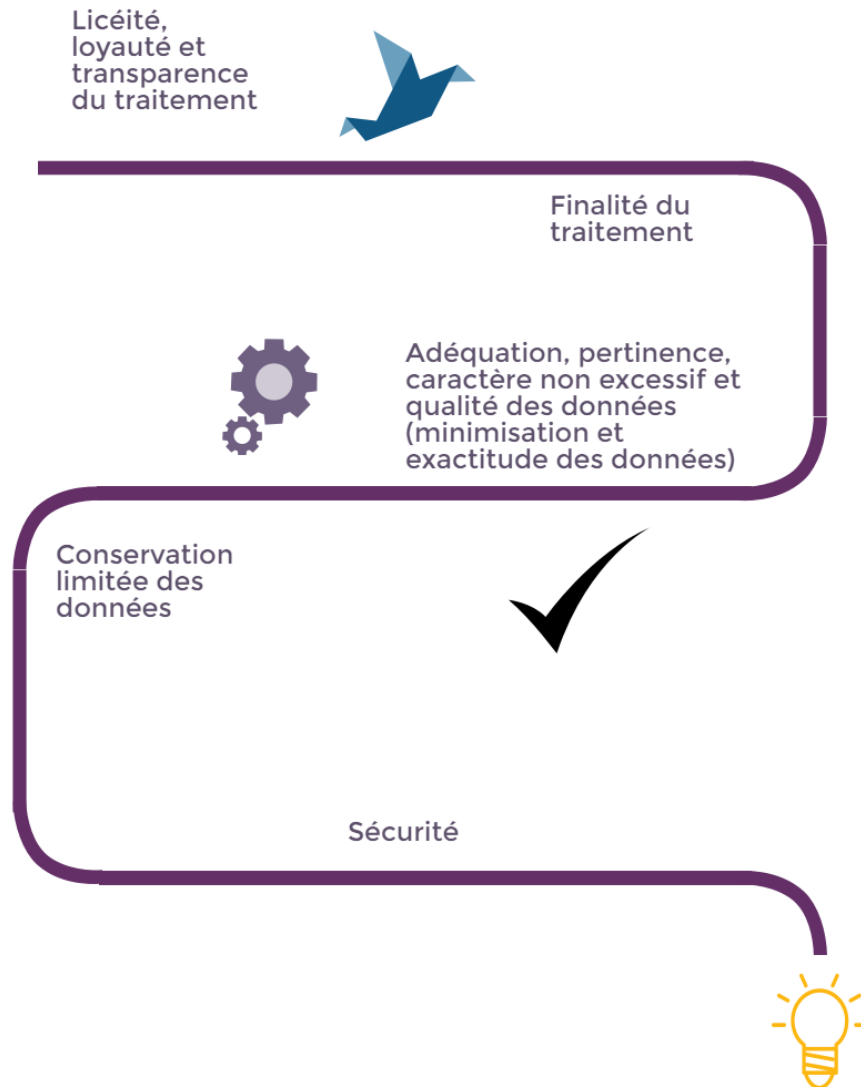 Licéité,
loyauté et
transparence
du traitement
Finalité du
traitement
Adéquation, pertinence,
caractère non excessif et
qualité des données
(minimisation et
exactitude des données)
Conservation
limitée des
données
Sécurité